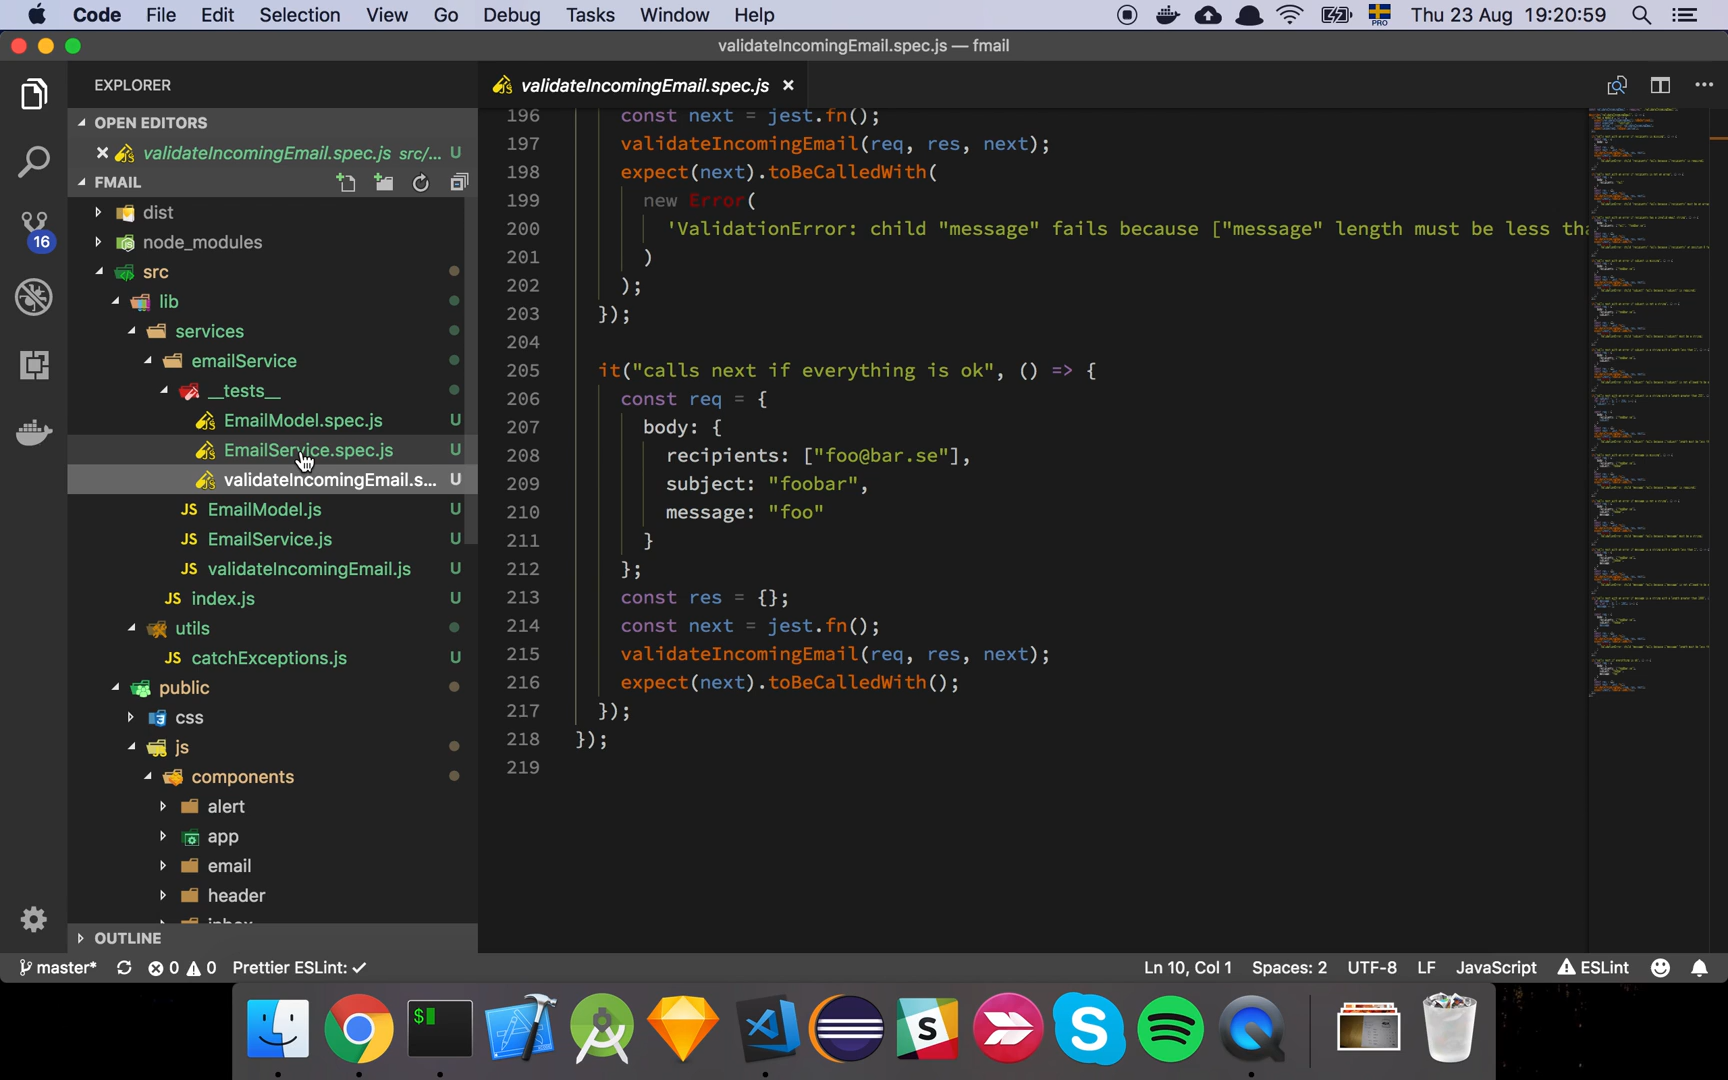 Code File Edit Selection View Go Debug Tasks Window Help PRO Thu 23 Aug 19:20:59
validateIncomingEmail.spec.js — fmail
EXPLORER
OPEN EDITORS
validateIncomingEmail.spec.js src/... U
FMAIL
dist
node_modules
src
lib
services
emailService
__tests__
EmailModel.spec.js U
EmailService.spec.js U
validateIncomingEmail.s... U
JS EmailModel.js U
JS EmailService.js U
JS validateIncomingEmail.js U
JS index.js U
utils
JS catchExceptions.js U
public
css
js
components
alert
app
email
header
OUTLINE
16
validateIncomingEmail.spec.js
196 const next = jest.fn();
197 validateIncomingEmail(req, res, next);
198 expect(next).toBeCalledWith(
199 new Error(
200 'ValidationError: child "message" fails because ["message" length must be less tha
201 )
202 );
203 });
204
205 it("calls next if everything is ok", () => {
206 const req = {
207 body: {
208 recipients: ["foo@bar.se"],
209 subject: "foobar",
210 message: "foo"
211 }
212 };
213 const res = {};
214 const next = jest.fn();
215 validateIncomingEmail(req, res, next);
216 expect(next).toBeCalledWith();
217 });
218 });
219
master* 0 0 Prettier ESLint: ✓ Ln 10, Col 1 Spaces: 2 UTF-8 LF JavaScript ESLint
$
S
S